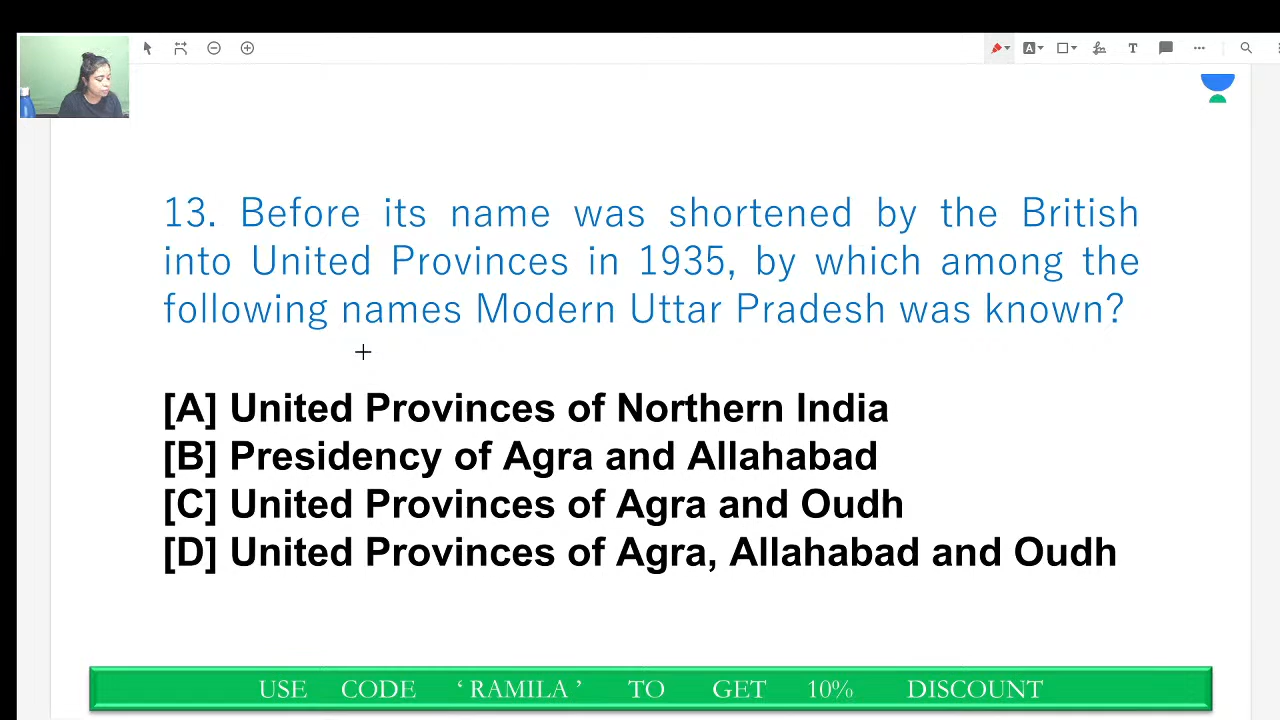 13. Before its name was shortened by the British
into United Provinces in 1935, by which among the
following names Modern Uttar Pradesh was known?
[A] United Provinces of Northern India
[B] Presidency of Agra and Allahabad
[C] United Provinces of Agra and Oudh
[D] United Provinces of Agra, Allahabad and Oudh
USE CODE ‘ RAMILA ’ TO GET 10% DISCOUNT